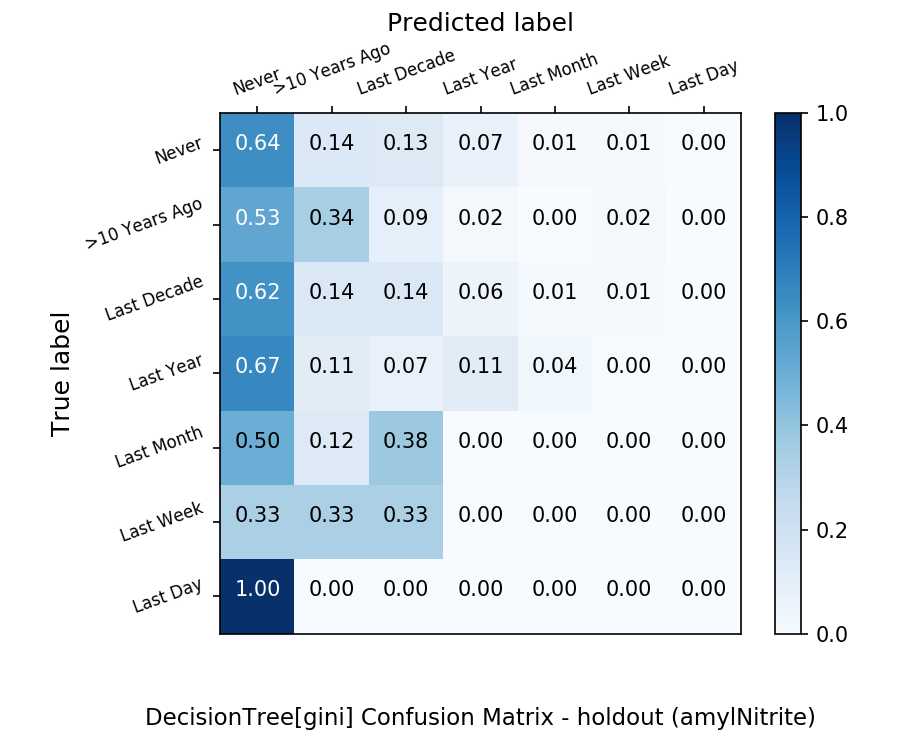 Predicted label
Never >10 Years Ago Last Decade Last Year Last Month Last Week Last Day
True label
Never 0.64 0.14 0.13 0.07 0.01 0.01 0.00
>10 Years Ago 0.53 0.34 0.09 0.02 0.00 0.02 0.00
Last Decade 0.62 0.14 0.14 0.06 0.01 0.01 0.00
Last Year 0.67 0.11 0.07 0.11 0.04 0.00 0.00
Last Month 0.50 0.12 0.38 0.00 0.00 0.00 0.00
Last Week 0.33 0.33 0.33 0.00 0.00 0.00 0.00
Last Day 1.00 0.00 0.00 0.00 0.00 0.00 0.00
1.0
0.8
0.6
0.4
0.2
0.0
DecisionTree[gini] Confusion Matrix - holdout (amylNitrite)